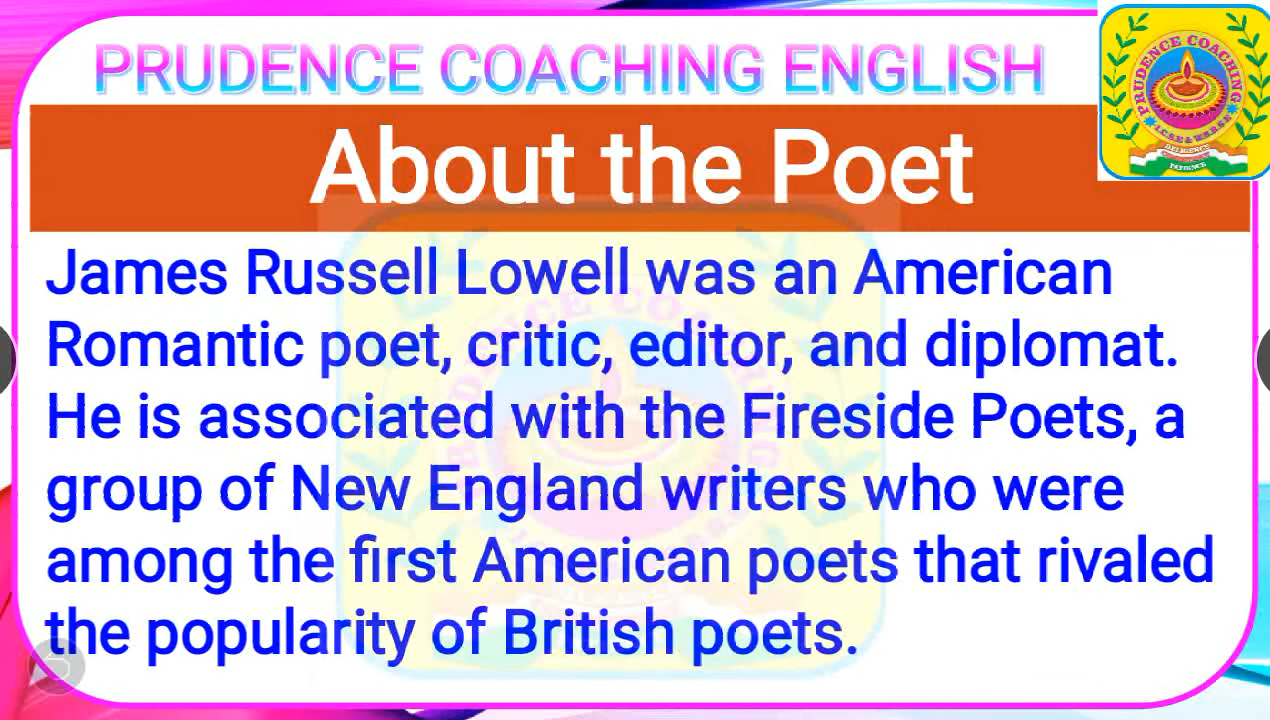 PRUDENCE COACHING ENGLISH
PRUDENCE COACHING
About the Poet
James Russell Lowell was an American
Romantic poet, critic, editor, and diplomat.
He is associated with the Fireside Poets, a
group of New England writers who were
among the first American poets that rivaled
the popularity of British poets.